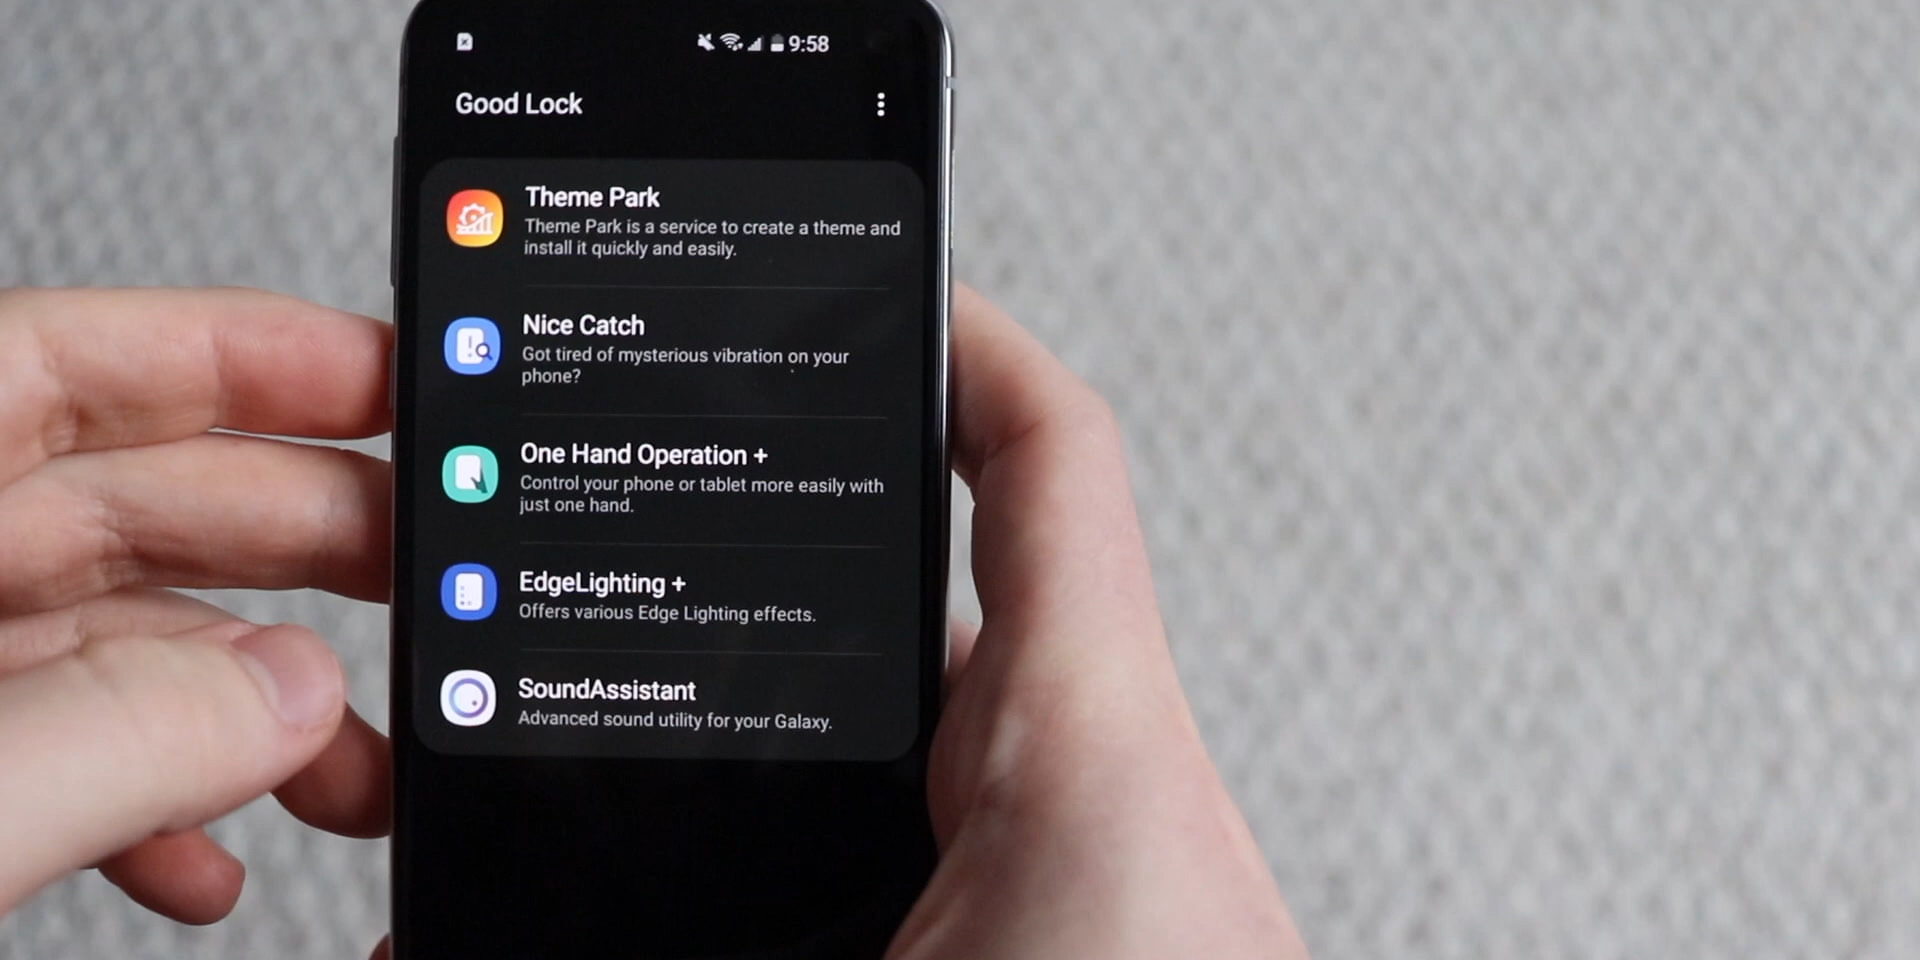 9:58
Good Lock
Theme Park
Theme Park is a service to create a theme and
install it quickly and easily.
Nice Catch
Got tired of mysterious vibration on your
phone?
One Hand Operation +
Control your phone or tablet more easily with
just one hand.
EdgeLighting +
Offers various Edge Lighting effects.
SoundAssistant
Advanced sound utility for your Galaxy.